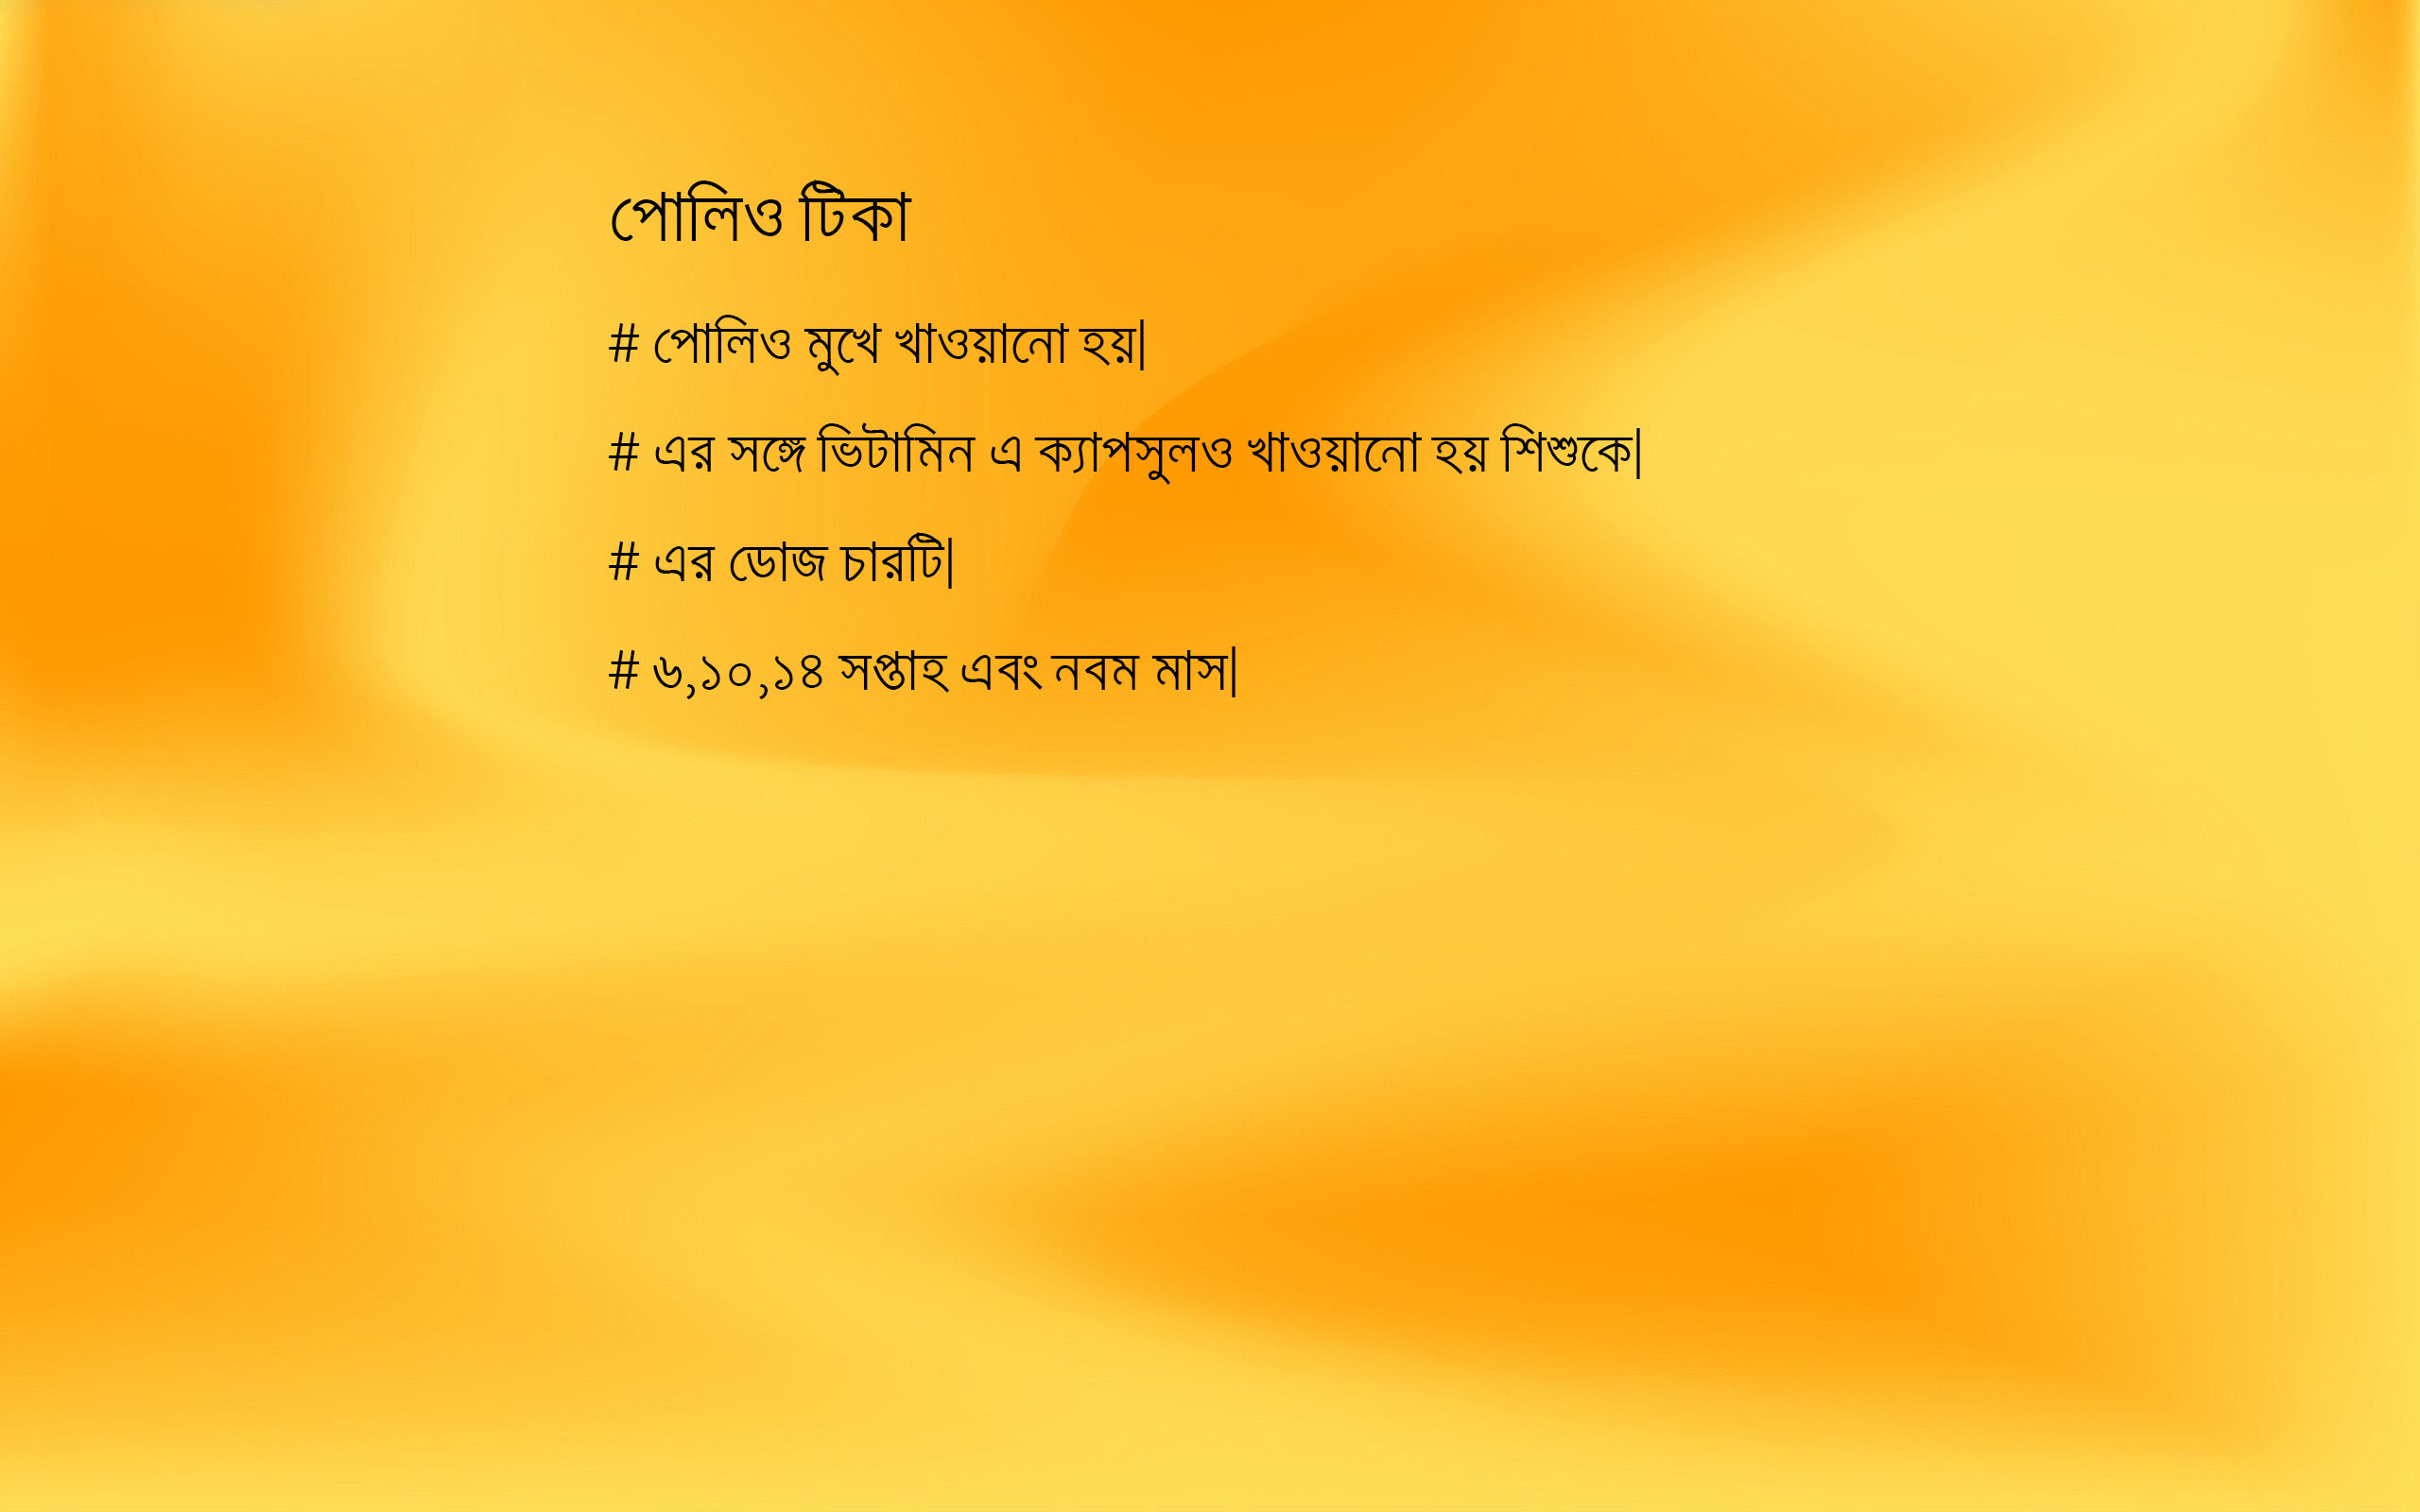 পোলিও টিকা
# পোলিও মুখে খাওয়ানো হয়|
# এর সঙ্গে ভিটামিন এ ক্যাপসুলও খাওয়ানো হয় শিশুকে|
# এর ডোজ চারটি|
# ৬,১০,১৪ সপ্তাহ এবং নবম মাস|